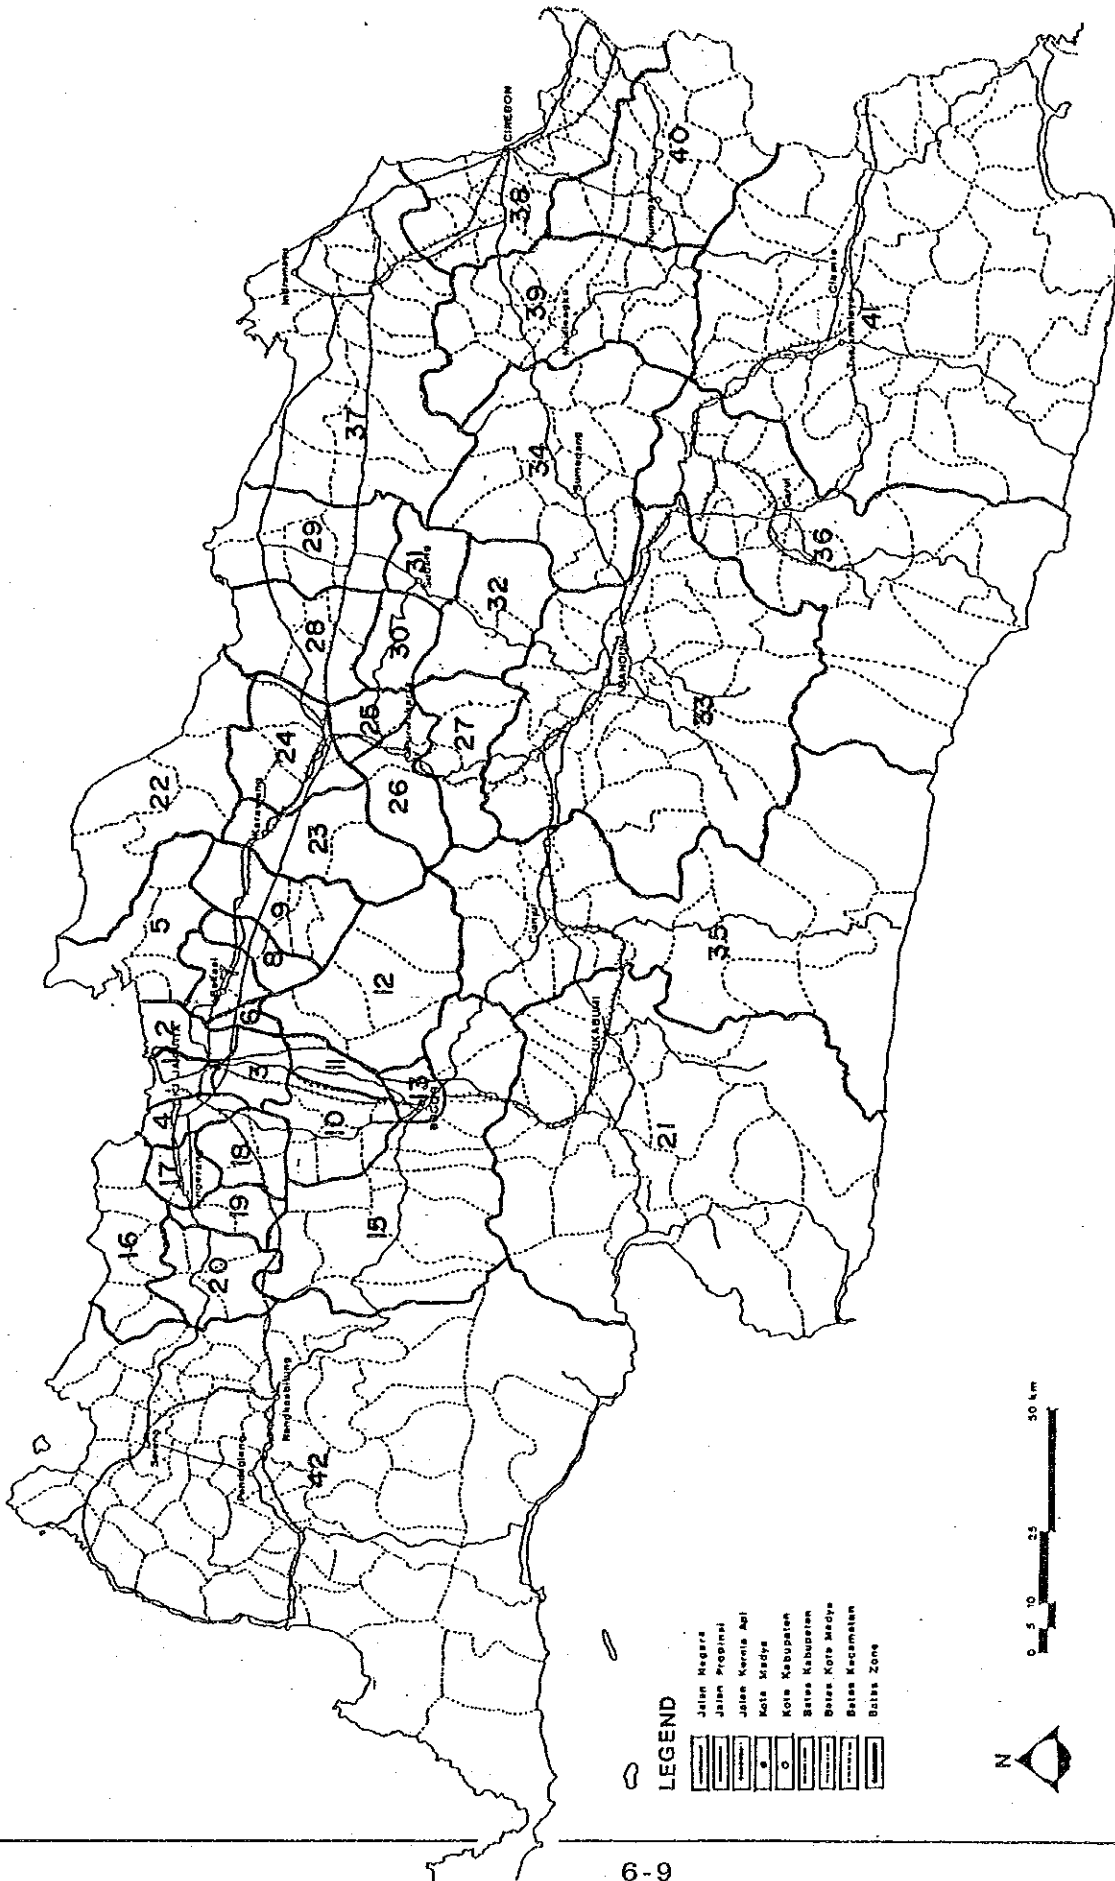 CIREBON
Indramayu
Kuningan
Majalengka
Ciamis
Tasikmalaya
Sumedang
Garut
Subang
BANDUNG
Karawang
Cianjur
SUKABUMI
Bekasi
JAKARTA
BOGOR
Tangerang
Serang
Pandeglang
Rangkasbitung
1
2
3
4
5
6
8
9
10
11
12
13
15
16
17
18
19
20
21
22
23
24
25
26
27
28
29
30
31
32
33
34
35
36
37
38
39
40
41
42
LEGEND
Jalan Negara
Jalan Propinsi
Jalan Kereta Api
Kota Madya
Kota Kabupaten
Batas Kabupaten
Batas Kota Madya
Batas Kecamatan
Batas Zone
N
0 5 10 25 50 km
6-9